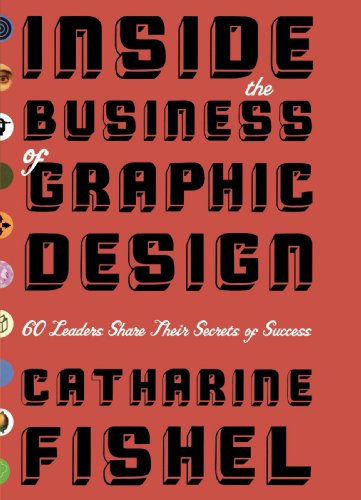 INSIDE
the
BUSINESS
of
GRAPHIC
DESIGN
60 Leaders Share Their Secrets of Success
CATHARINE
FISHEL